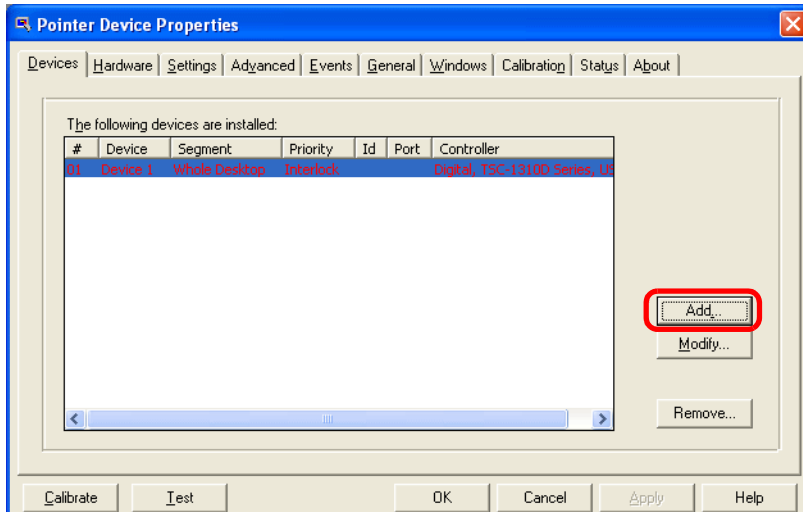 Pointer Device Properties
Devices Hardware Settings Advanced Events General Windows Calibration Status About
The following devices are installed:
# Device Segment Priority Id Port Controller
01 Device 1 Whole Desktop Interlock Digital, TSC-1310D Series, US
Add...
Modify...
Remove...
Calibrate Test OK Cancel Apply Help